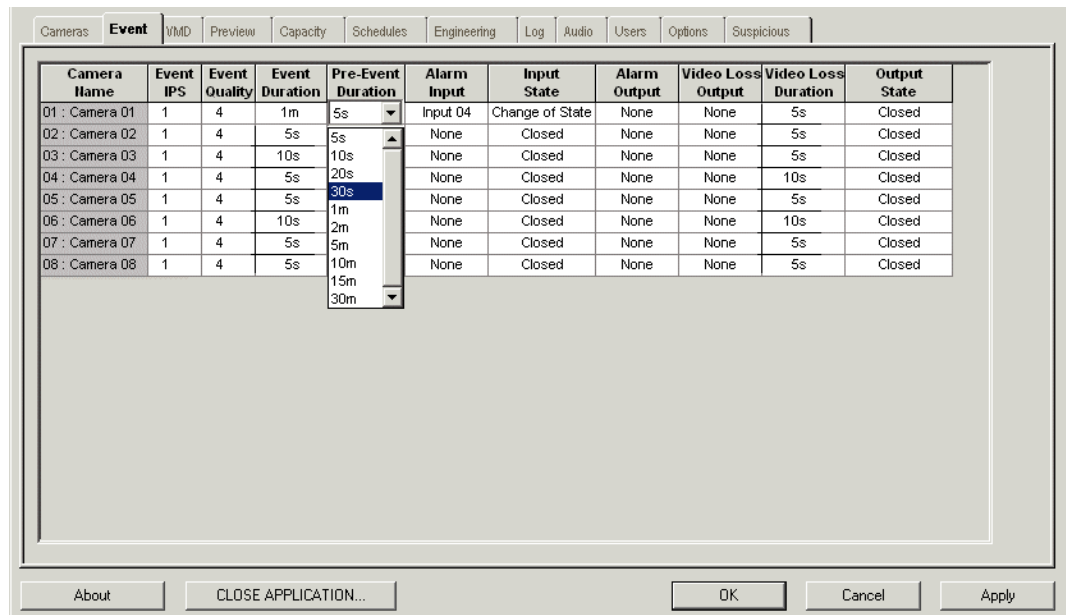 Cameras Event VMD Preview Capacity Schedules Engineering Log Audio Users Options Suspicious
Camera Name Event IPS Event Quality Event Duration Pre-Event Duration Alarm Input Input State Alarm Output Video Loss Output Video Loss Duration Output State
01 : Camera 01 1 4 1m 5s Input 04 Change of State None None 5s Closed
02 : Camera 02 1 4 5s None Closed None None 5s Closed
03 : Camera 03 1 4 10s None Closed None None 5s Closed
04 : Camera 04 1 4 5s None Closed None None 10s Closed
05 : Camera 05 1 4 5s None Closed None None 5s Closed
06 : Camera 06 1 4 10s None Closed None None 10s Closed
07 : Camera 07 1 4 5s None Closed None None 5s Closed
08 : Camera 08 1 4 5s None Closed None None 5s Closed
5s
10s
20s
30s
1m
2m
5m
10m
15m
30m
About CLOSE APPLICATION... OK Cancel Apply